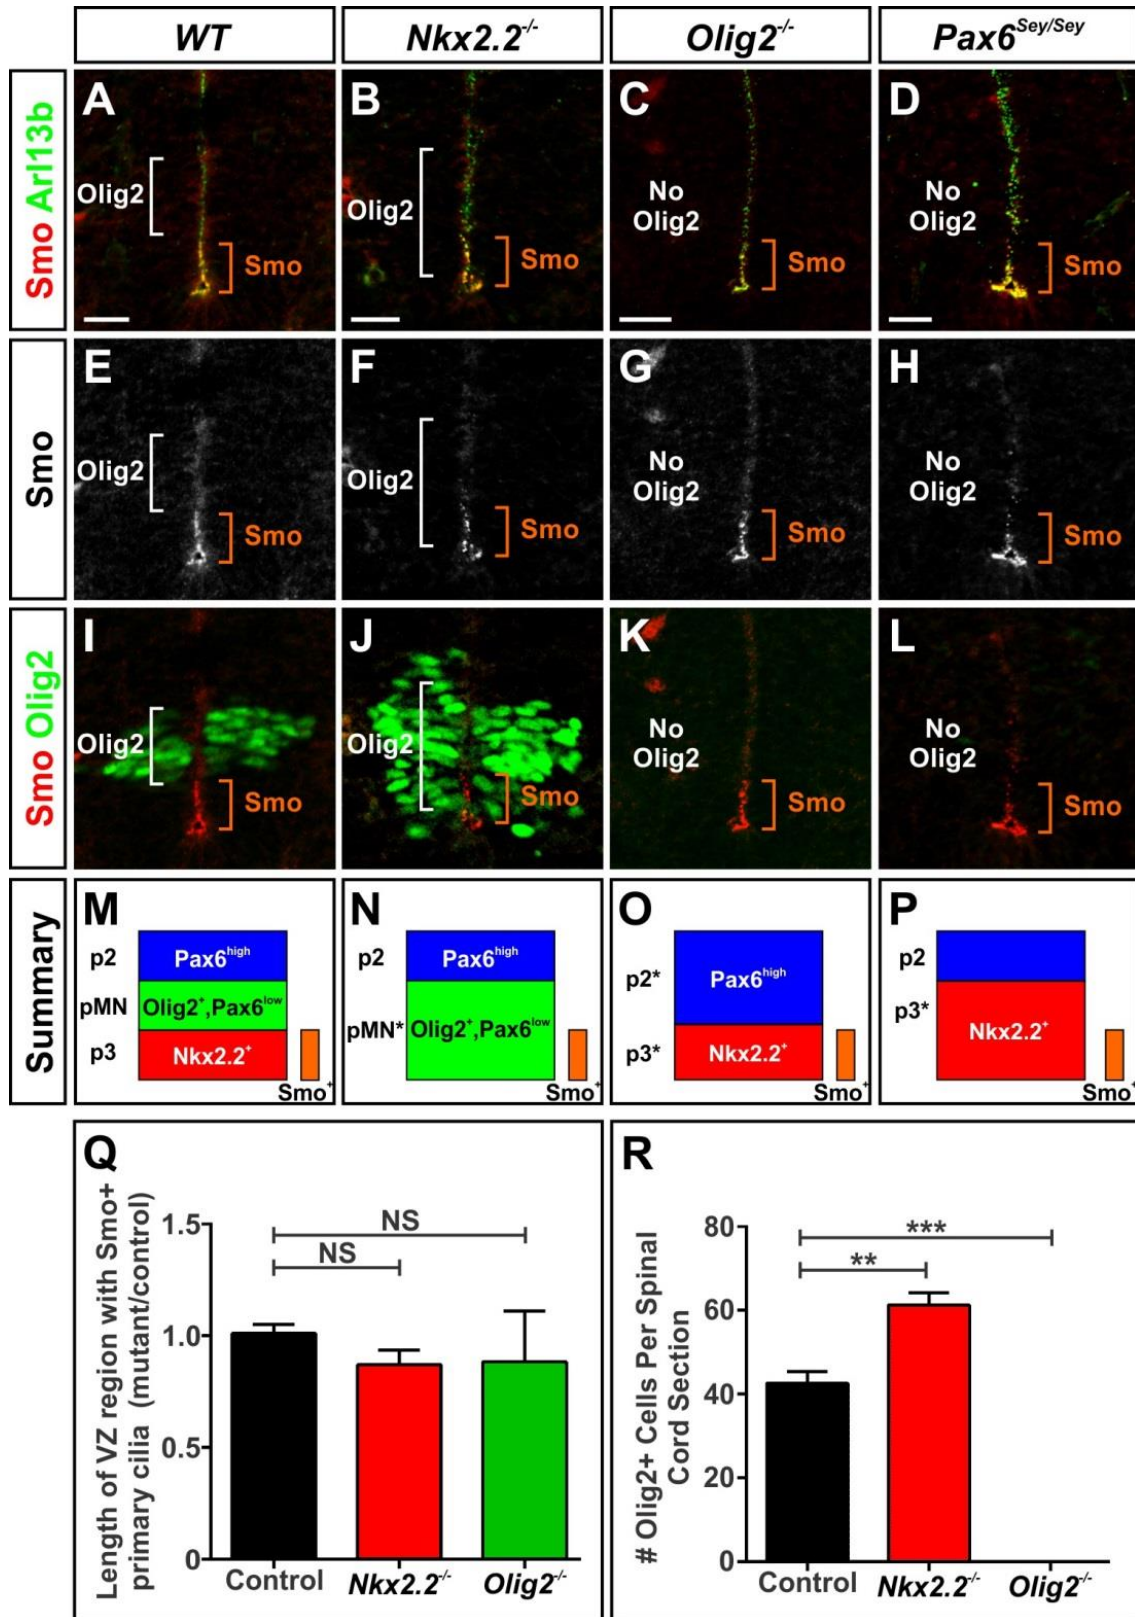 WT
Nkx2.2-/-
Olig2-/-
Pax6Sey/Sey
Smo Arl13b
A
Olig2
Smo
B
Olig2
Smo
C
No
Olig2
Smo
D
No
Olig2
Smo
Smo
E
Olig2
Smo
F
Olig2
Smo
G
No
Olig2
Smo
H
No
Olig2
Smo
Smo Olig2
I
Olig2
Smo
J
Olig2
Smo
K
No
Olig2
Smo
L
No
Olig2
Smo
Summary
M
p2
Pax6high
pMN
Olig2+,Pax6low
p3
Nkx2.2+
Smo+
N
p2
Pax6high
pMN*
Olig2+,Pax6low
Smo+
O
p2*
Pax6high
p3*
Nkx2.2+
Smo+
P
p2
p3*
Nkx2.2+
Smo+
Q
Length of VZ region with Smo+
primary cilia (mutant/control)
1.5
1.0
0.5
0
NS
NS
Control
Nkx2.2-/-
Olig2-/-
R
# Olig2+ Cells Per Spinal
Cord Section
80
60
40
20
0
***
**
Control
Nkx2.2-/-
Olig2-/-